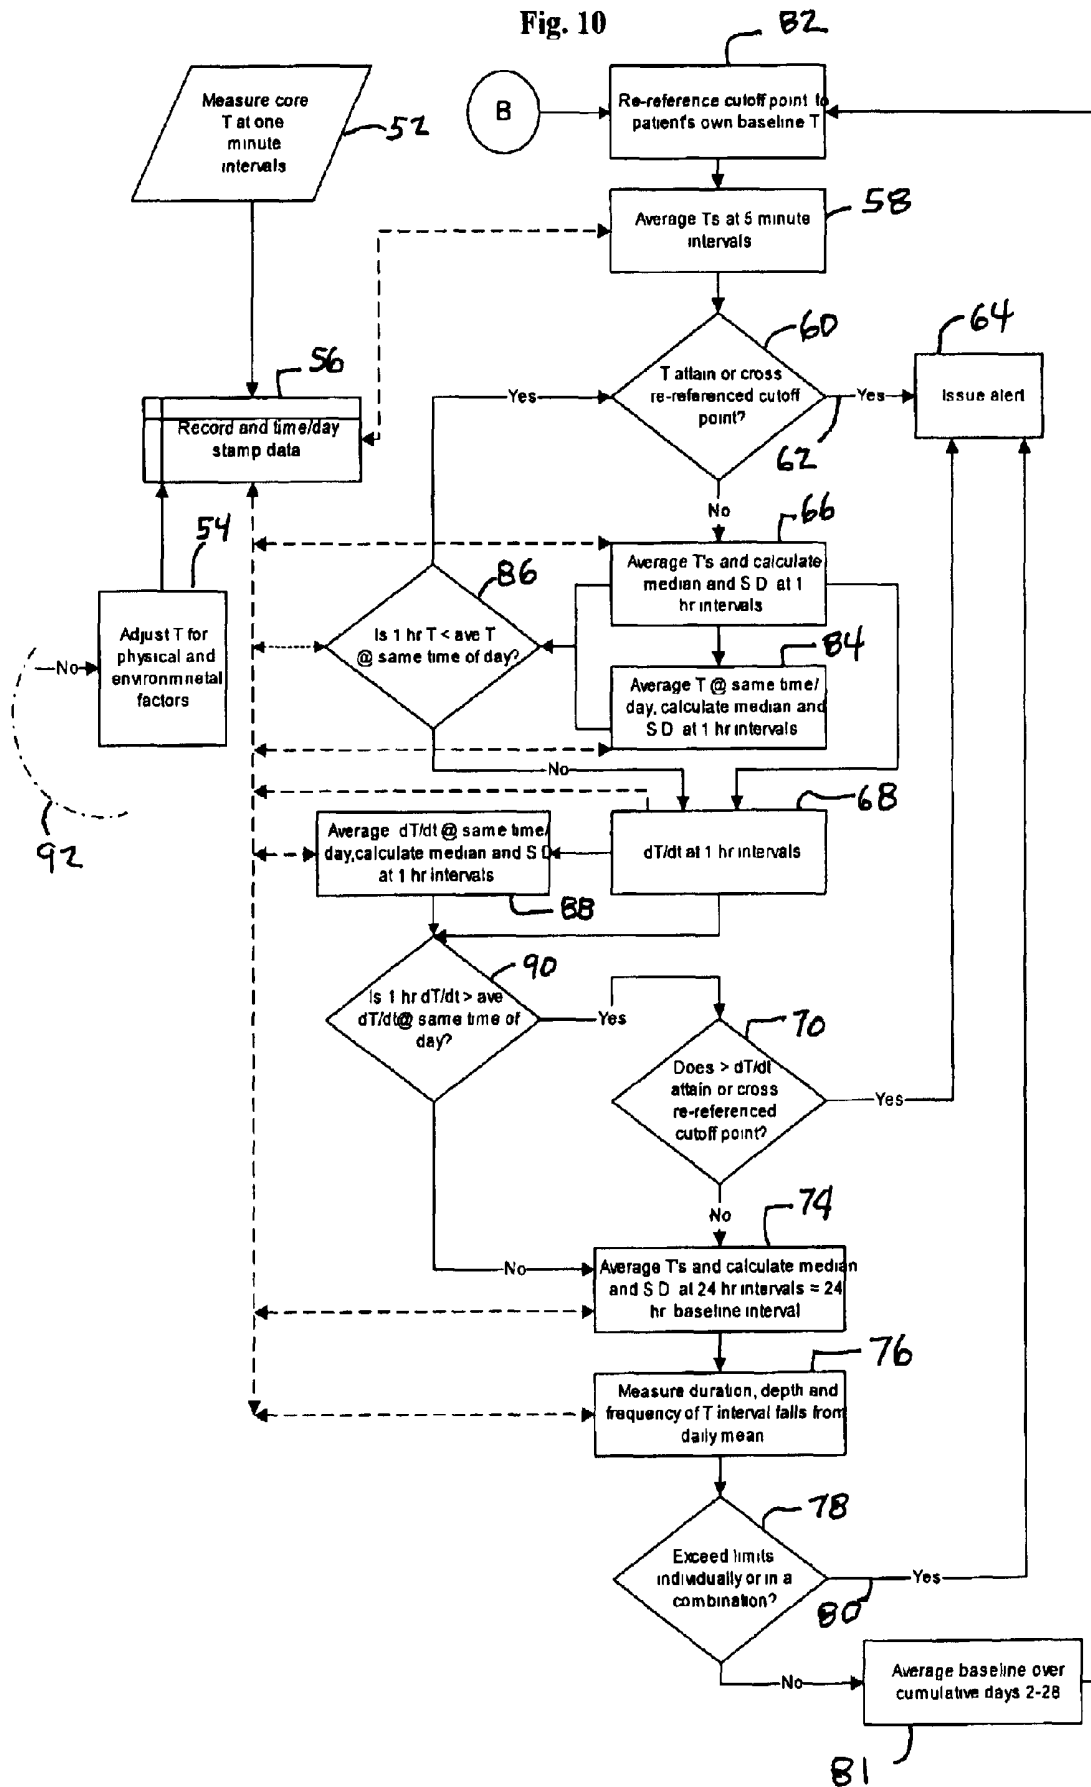 Fig. 10
82
Measure core
T at one
minute
intervals
52
B
Re-reference cutoff point to
patient's own baseline T
58
Average Ts at 5 minute
intervals
60
64
T attain or cross
re-referenced cutoff
point?
Yes
Yes
62
Issue alert
56
Record and time/day
stamp data
No
66
54
86
Average T's and calculate
median and S D at 1
hr intervals
Is 1 hr T < ave T
@ same time of day?
84
No
Adjust T for
physical and
environmnetal
factors
Average T @ same time/
day, calculate median and
S D at 1 hr intervals
No
68
92
Average dT/dt @ same time/
day,calculate median and S D
at 1 hr intervals
dT/dt at 1 hr intervals
88
90
Is 1 hr dT/dt > ave
dT/dt@ same time of
day?
Yes
70
Does > dT/dt
attain or cross
re-referenced
cutoff point?
Yes
No
74
No
Average T's and calculate median
and S D at 24 hr intervals = 24
hr baseline interval
76
Measure duration, depth and
frequency of T interval falls from
daily mean
78
Exceed limits
individually or in a
combination?
Yes
80
No
Average baseline over
cumulative days 2-28
81